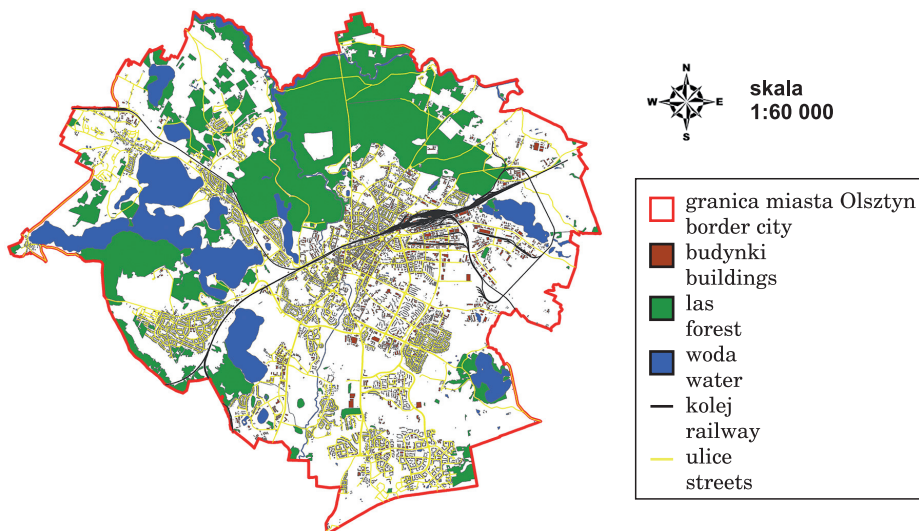 N
W E
S
skala
1:60 000
granica miasta Olsztyn
border city
budynki
buildings
las
forest
woda
water
kolej
railway
ulice
streets